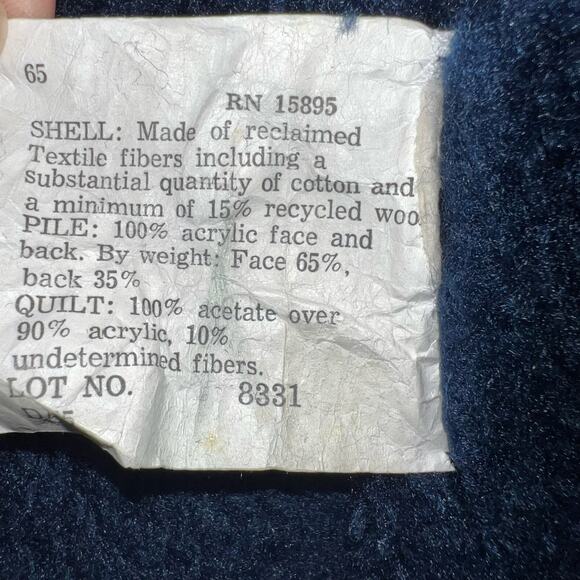 65
RN 15895
SHELL: Made of reclaimed
Textile fibers including a
substantial quantity of cotton and
a minimum of 15% recycled woo
PILE: 100% acrylic face and
back. By weight: Face 65%,
back 35%
QUILT: 100% acetate over
90% acrylic, 10%
undetermined fibers.
LOT NO. 8331